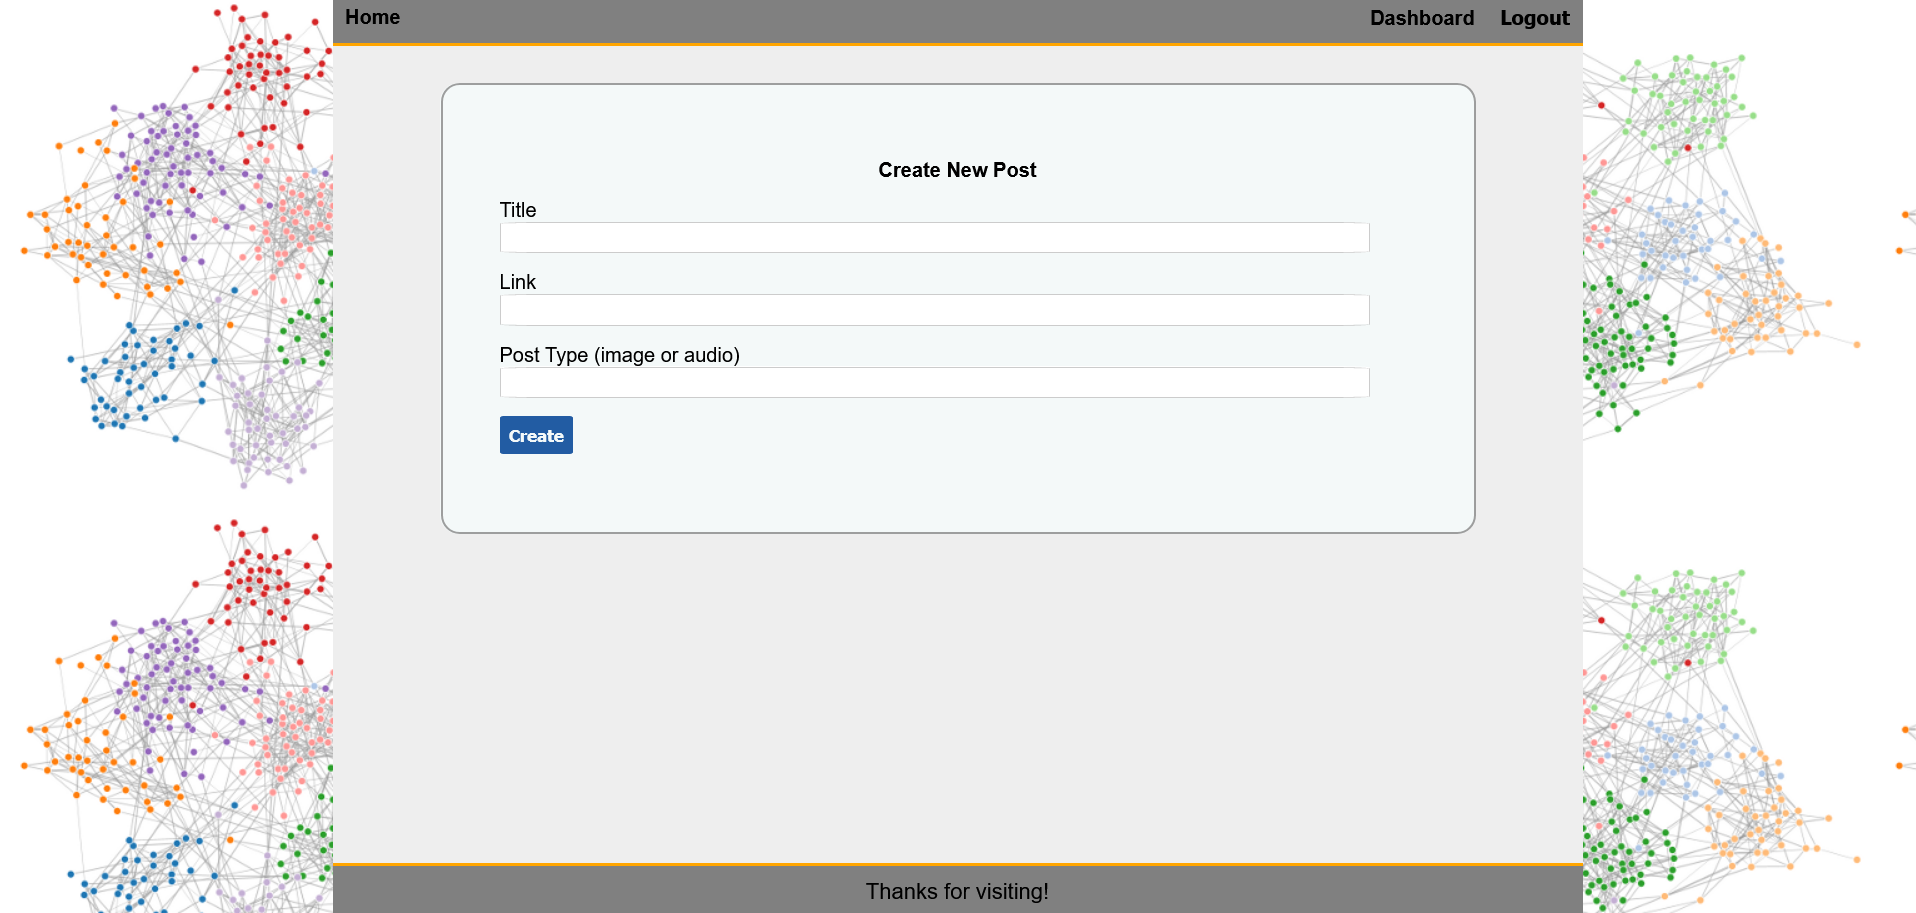 Home Dashboard Logout
Create New Post
Title
Link
Post Type (image or audio)
Create
Thanks for visiting!